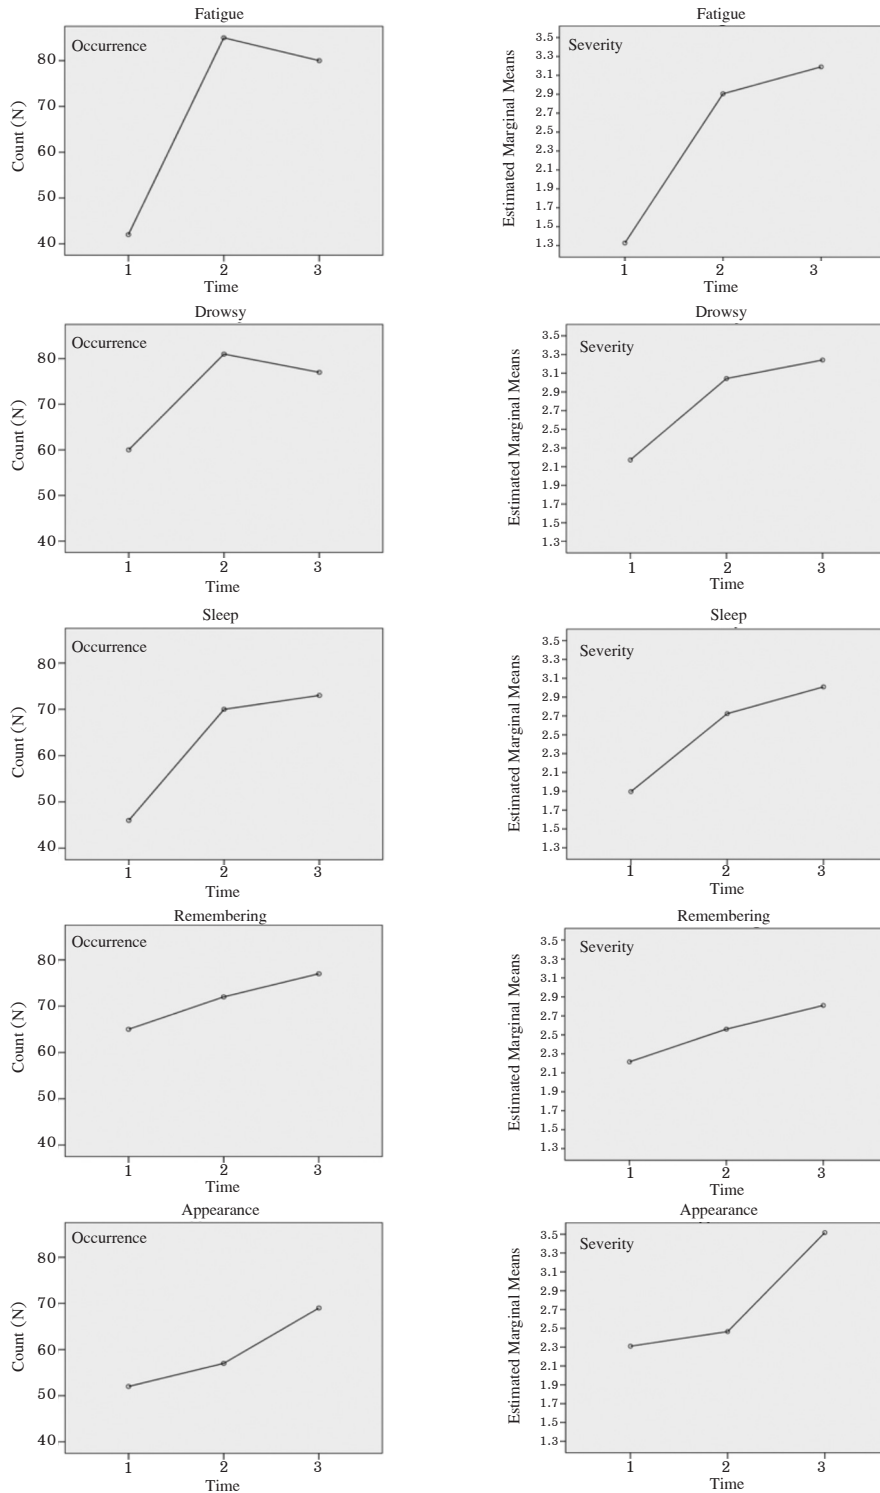 Fatigue
Occurrence
Count (N)
80
70
60
50
40
1 2 3
Time
Fatigue
Severity
Estimated Marginal Means
3.5
3.3
3.1
2.9
2.7
2.5
2.3
2.1
1.9
1.7
1.5
1.3
1 2 3
Time
Drowsy
Occurrence
Count (N)
80
70
60
50
40
1 2 3
Time
Drowsy
Severity
Estimated Marginal Means
3.5
3.3
3.1
2.9
2.7
2.5
2.3
2.1
1.9
1.7
1.5
1.3
1 2 3
Time
Sleep
Occurrence
Count (N)
80
70
60
50
40
1 2 3
Time
Sleep
Severity
Estimated Marginal Means
3.5
3.3
3.1
2.9
2.7
2.5
2.3
2.1
1.9
1.7
1.5
1.3
1 2 3
Time
Remembering
Occurrence
Count (N)
80
70
60
50
40
1 2 3
Time
Remembering
Severity
Estimated Marginal Means
3.5
3.3
3.1
2.9
2.7
2.5
2.3
2.1
1.9
1.7
1.5
1.3
1 2 3
Time
Appearance
Occurrence
Count (N)
80
70
60
50
40
1 2 3
Time
Appearance
Severity
Estimated Marginal Means
3.5
3.3
3.1
2.9
2.7
2.5
2.3
2.1
1.9
1.7
1.5
1.3
1 2 3
Time